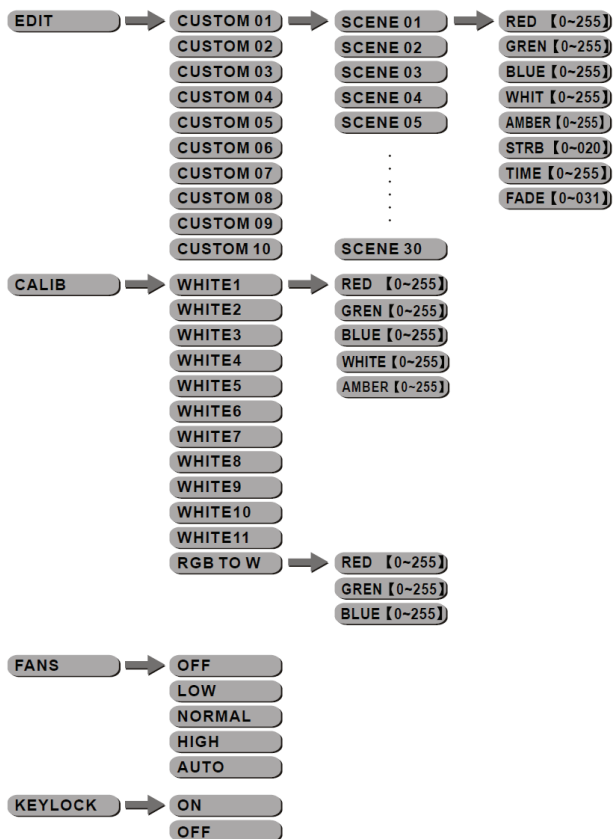 EDIT CUSTOM 01 SCENE 01 RED 【0~255】
CUSTOM 02 SCENE 02 GREN 【0~255】
CUSTOM 03 SCENE 03 BLUE 【0~255】
CUSTOM 04 SCENE 04 WHIT 【0~255】
CUSTOM 05 SCENE 05 AMBER 【0~255】
CUSTOM 06 STRB 【0~020】
CUSTOM 07 TIME 【0~255】
CUSTOM 08 FADE 【0~031】
CUSTOM 09
CUSTOM 10 SCENE 30
CALIB WHITE1 RED 【0~255】
WHITE2 GREN 【0~255】
WHITE3 BLUE 【0~255】
WHITE4 WHITE 【0~255】
WHITE5 AMBER 【0~255】
WHITE6
WHITE7
WHITE8
WHITE9
WHITE10
WHITE11
RGB TO W RED 【0~255】
GREN 【0~255】
BLUE 【0~255】
FANS OFF
LOW
NORMAL
HIGH
AUTO
KEYLOCK ON
OFF